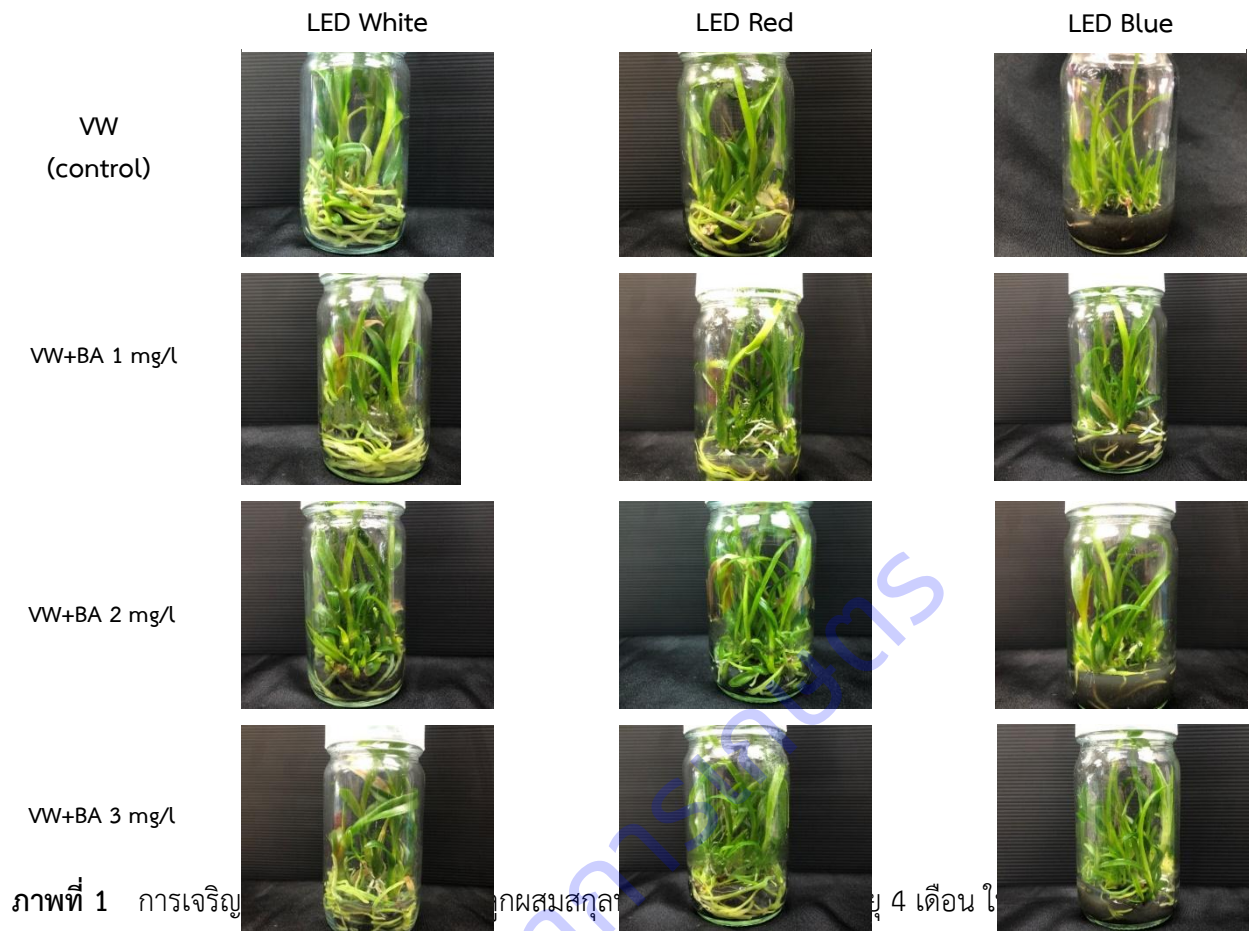 LED White LED Red LED Blue
VW
(control)
VW+BA 1 mg/l
VW+BA 2 mg/l
VW+BA 3 mg/l
ภาพที่ 1 การเจริญ ลูกผสมสกุล 4 เดือน